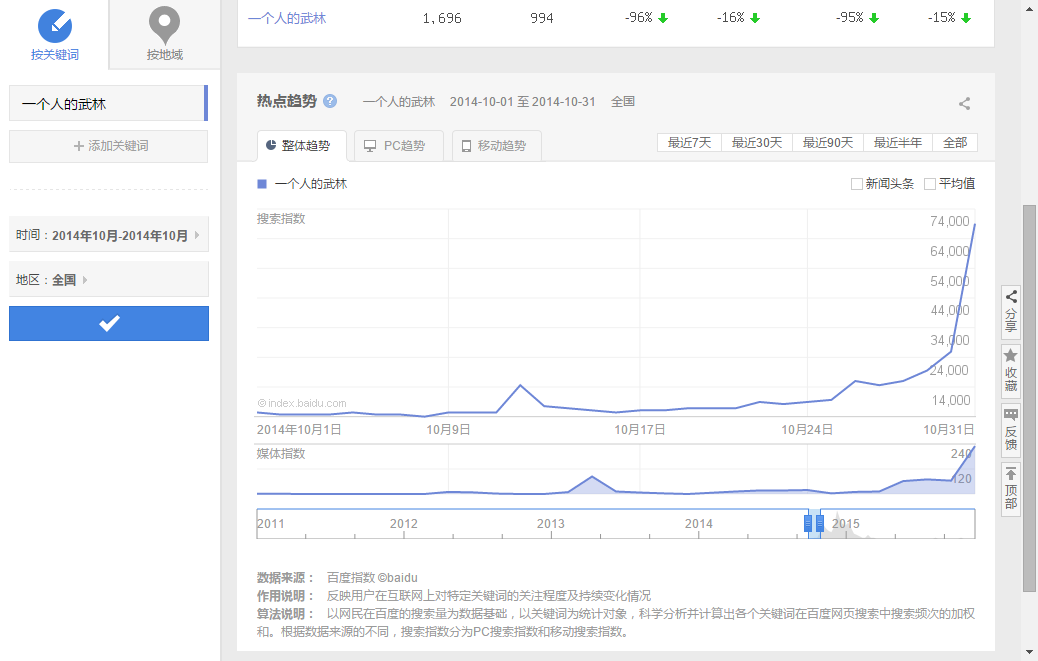 按关键词
按地域
一个人的武林
添加关键词
时间：2014年10月-2014年10月
地区：全国
一个人的武林 1,696 994 -96% -16% -95% -15%
热点趋势 ? 一个人的武林 2014-10-01 至 2014-10-31 全国
整体趋势 PC趋势 移动趋势 最近7天 最近30天 最近90天 最近半年 全部
一个人的武林 新闻头条 平均值
搜索指数
74,000
64,000
54,000
44,000
34,000
24,000
14,000
©index.baidu.com
2014年10月1日 10月9日 10月17日 10月24日 10月31日
媒体指数
240
120
2011 2012 2013 2014 2015
数据来源： 百度指数 ©baidu
作用说明： 反映用户在互联网上对特定关键词的关注程度及持续变化情况
算法说明： 以网民在百度的搜索量为数据基础，以关键词为统计对象，科学分析并计算出各个关键词在百度网页搜索中搜索频次的加权
和。根据数据来源的不同，搜索指数分为PC搜索指数和移动搜索指数。
分享
收藏
反馈
顶部